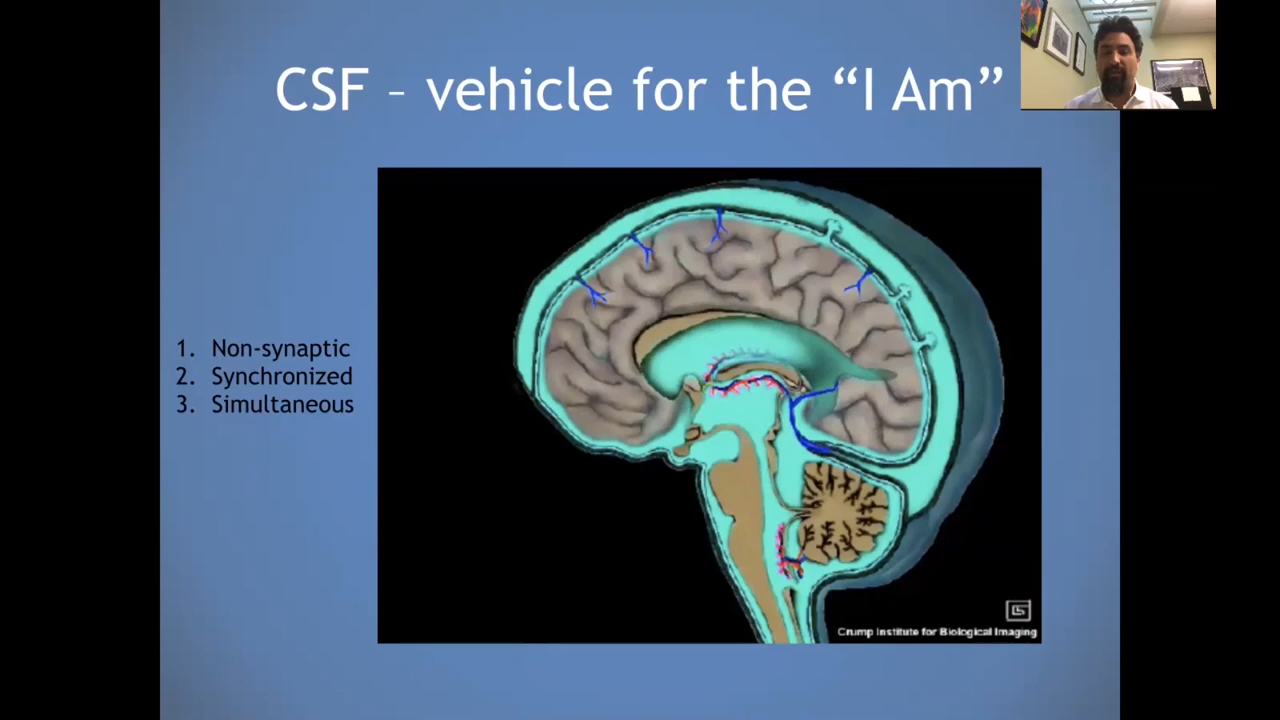 CSF – vehicle for the “I Am”
1. Non-synaptic
2. Synchronized
3. Simultaneous
Crump Institute for Biological Imaging